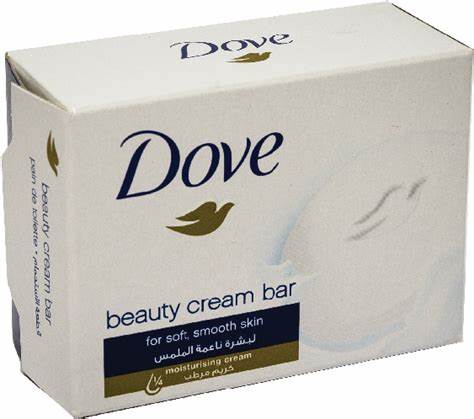 Dove
Dove
beauty cream bar
for soft, smooth skin
لبشرة ناعمة الملمس
moisturising cream
¼
كريم مرطب
beauty cream bar
pain de toilette •